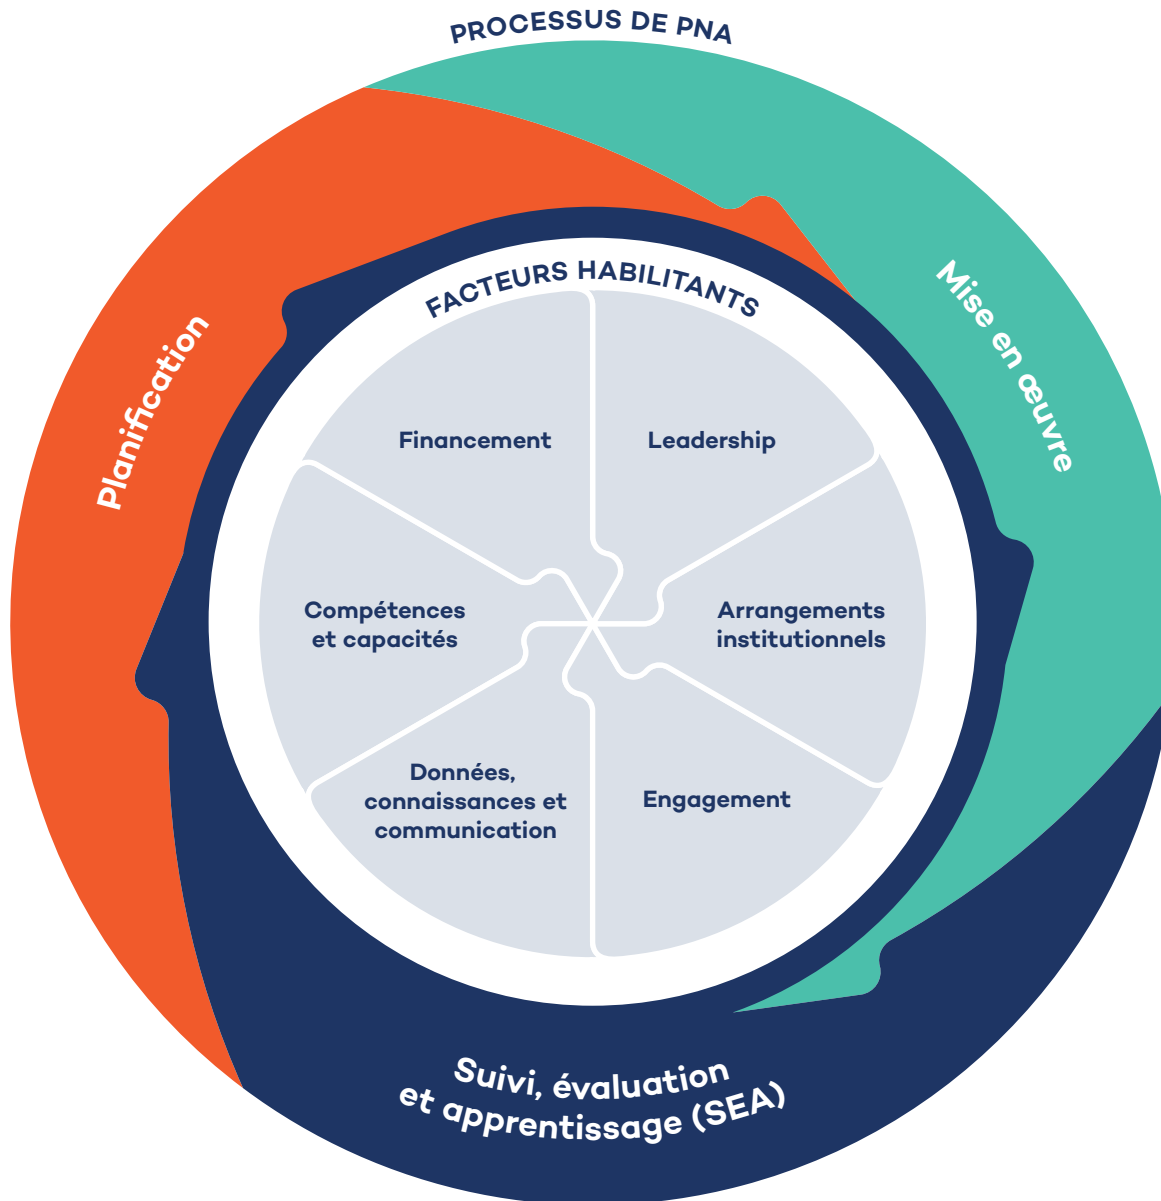 PROCESSUS DE PNA
FACTEURS HABILITANTS
Planification
Mise en œuvre
Financement
Leadership
Compétences
et capacités
Arrangements
institutionnels
Données,
connaissances et
communication
Engagement
Suivi, évaluation
et apprentissage (SEA)